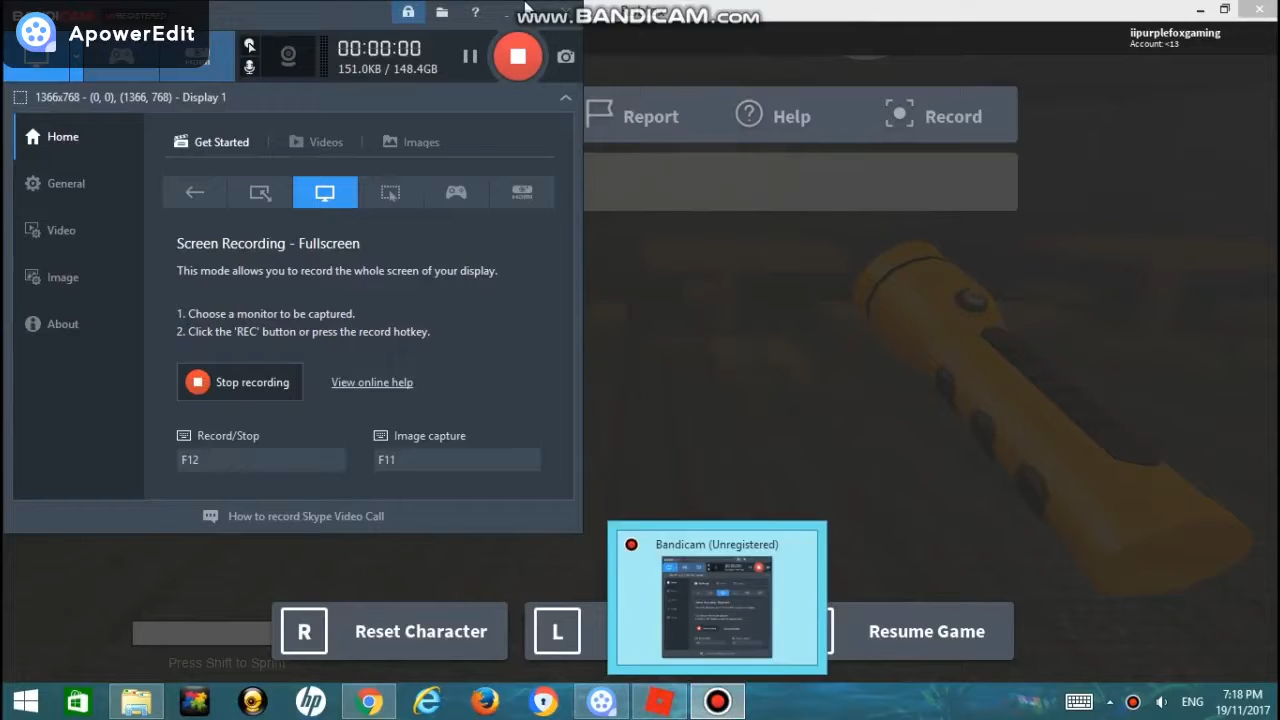 www.BANDICAM.com
ApowerEdit
iipurplefoxgaming
Account: <13
00:00:00
151.0KB / 148.4GB
1366x768 - (0, 0), (1366, 768) - Display 1
Report
Help
Record
Home
General
Video
Image
About
Get Started
Videos
Images
HDMI
Screen Recording - Fullscreen
This mode allows you to record the whole screen of your display.
1. Choose a monitor to be captured.
2. Click the 'REC' button or press the record hotkey.
Stop recording
View online help
Record/Stop
Image capture
F12
F11
How to record Skype Video Call
Bandicam (Unregistered)
R
Reset Character
L
Resume Game
Press Shift to Sprint
ENG
7:18 PM
19/11/2017